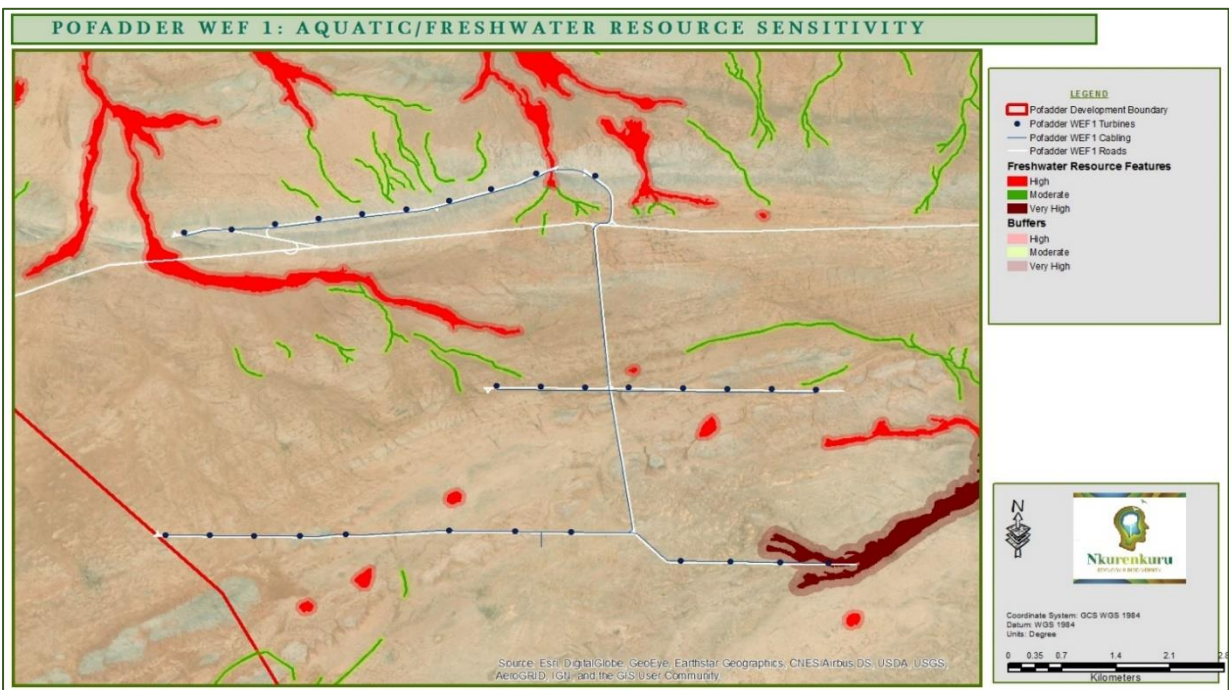 POFADDER WEF 1: AQUATIC/FRESHWATER RESOURCE SENSITIVITY
LEGEND
Pofadder Development Boundary
Pofadder WEF 1 Turbines
Pofadder WEF 1 Cabling
Pofadder WEF 1 Roads
Freshwater Resource Features
High
Moderate
Very High
Buffers
High
Moderate
Very High
Source: Esri, DigitalGlobe, GeoEye, Earthstar Geographics, CNES/Airbus DS, USDA, USGS,
AeroGRID, IGN, and the GIS User Community
N
Nkurenkuru
Coordinate System: GCS WGS 1984
Datum: WGS 1984
Units: Degree
0 0.35 0.7 1.4 2.1 2.8
Kilometers